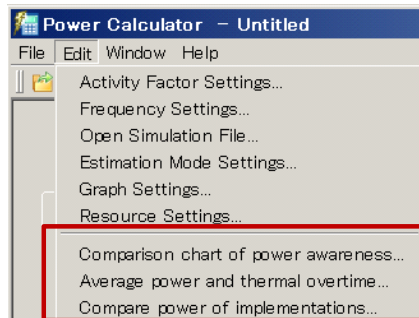 Power Calculator - Untitled
File Edit Window Help
Activity Factor Settings...
Frequency Settings...
Open Simulation File...
Estimation Mode Settings...
Graph Settings...
Resource Settings...
Comparison chart of power awareness...
Average power and thermal overtime...
Compare power of implementations...